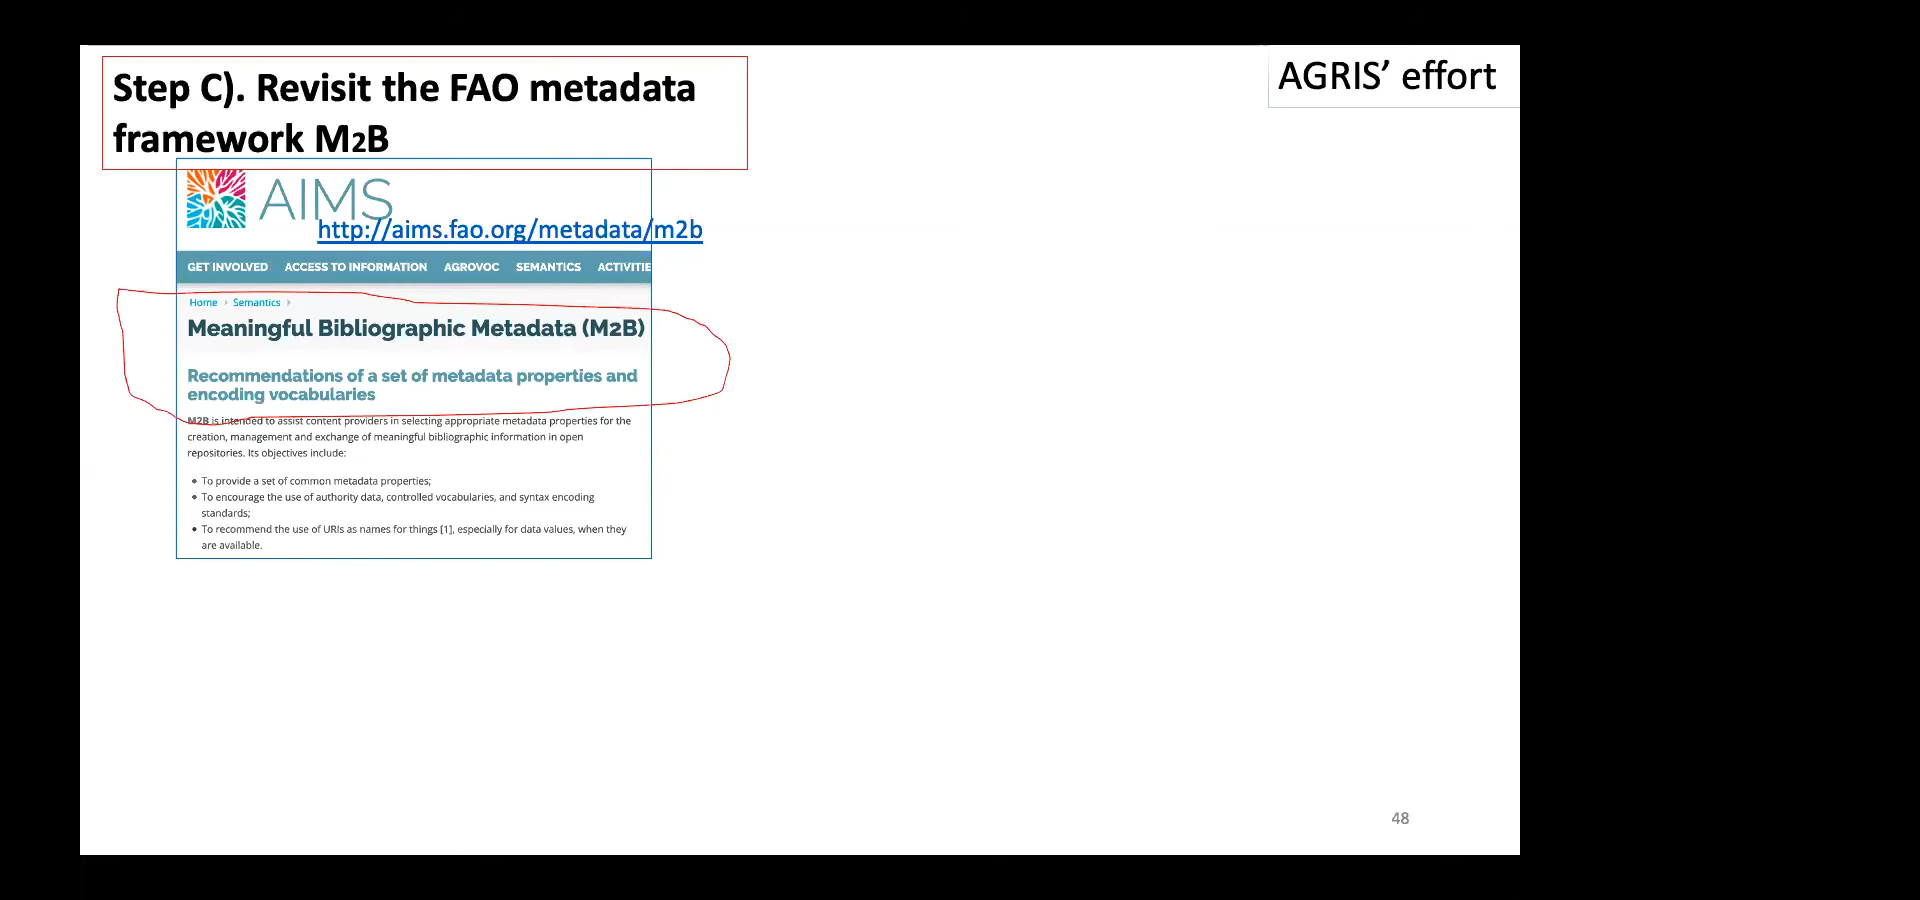 Step C). Revisit the FAO metadata
framework M2B
AGRIS’ effort
AIMS
http://aims.fao.org/metadata/m2b
GET INVOLVED ACCESS TO INFORMATION AGROVOC SEMANTICS ACTIVITIE
Home Semantics
Meaningful Bibliographic Metadata (M2B)
Recommendations of a set of metadata properties and
encoding vocabularies
M2B is intended to assist content providers in selecting appropriate metadata properties for the
creation, management and exchange of meaningful bibliographic information in open
repositories. Its objectives include:
• To provide a set of common metadata properties;
• To encourage the use of authority data, controlled vocabularies, and syntax encoding
standards;
• To recommend the use of URIs as names for things [1], especially for data values, when they
are available.
48